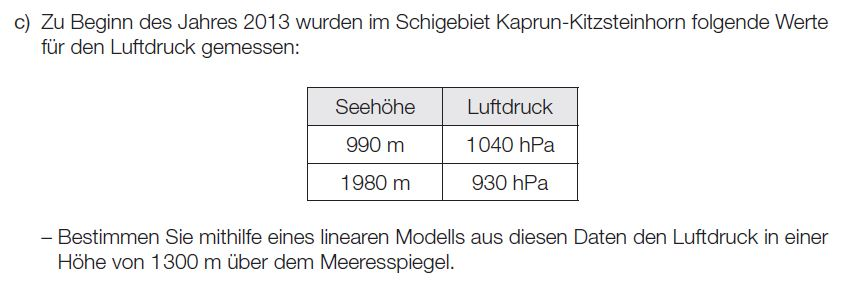 c) Zu Beginn des Jahres 2013 wurden im Schigebiet Kaprun-Kitzsteinhorn folgende Werte
für den Luftdruck gemessen:
Seehöhe Luftdruck
990 m 1040 hPa
1980 m 930 hPa
– Bestimmen Sie mithilfe eines linearen Modells aus diesen Daten den Luftdruck in einer
Höhe von 1300 m über dem Meeresspiegel.